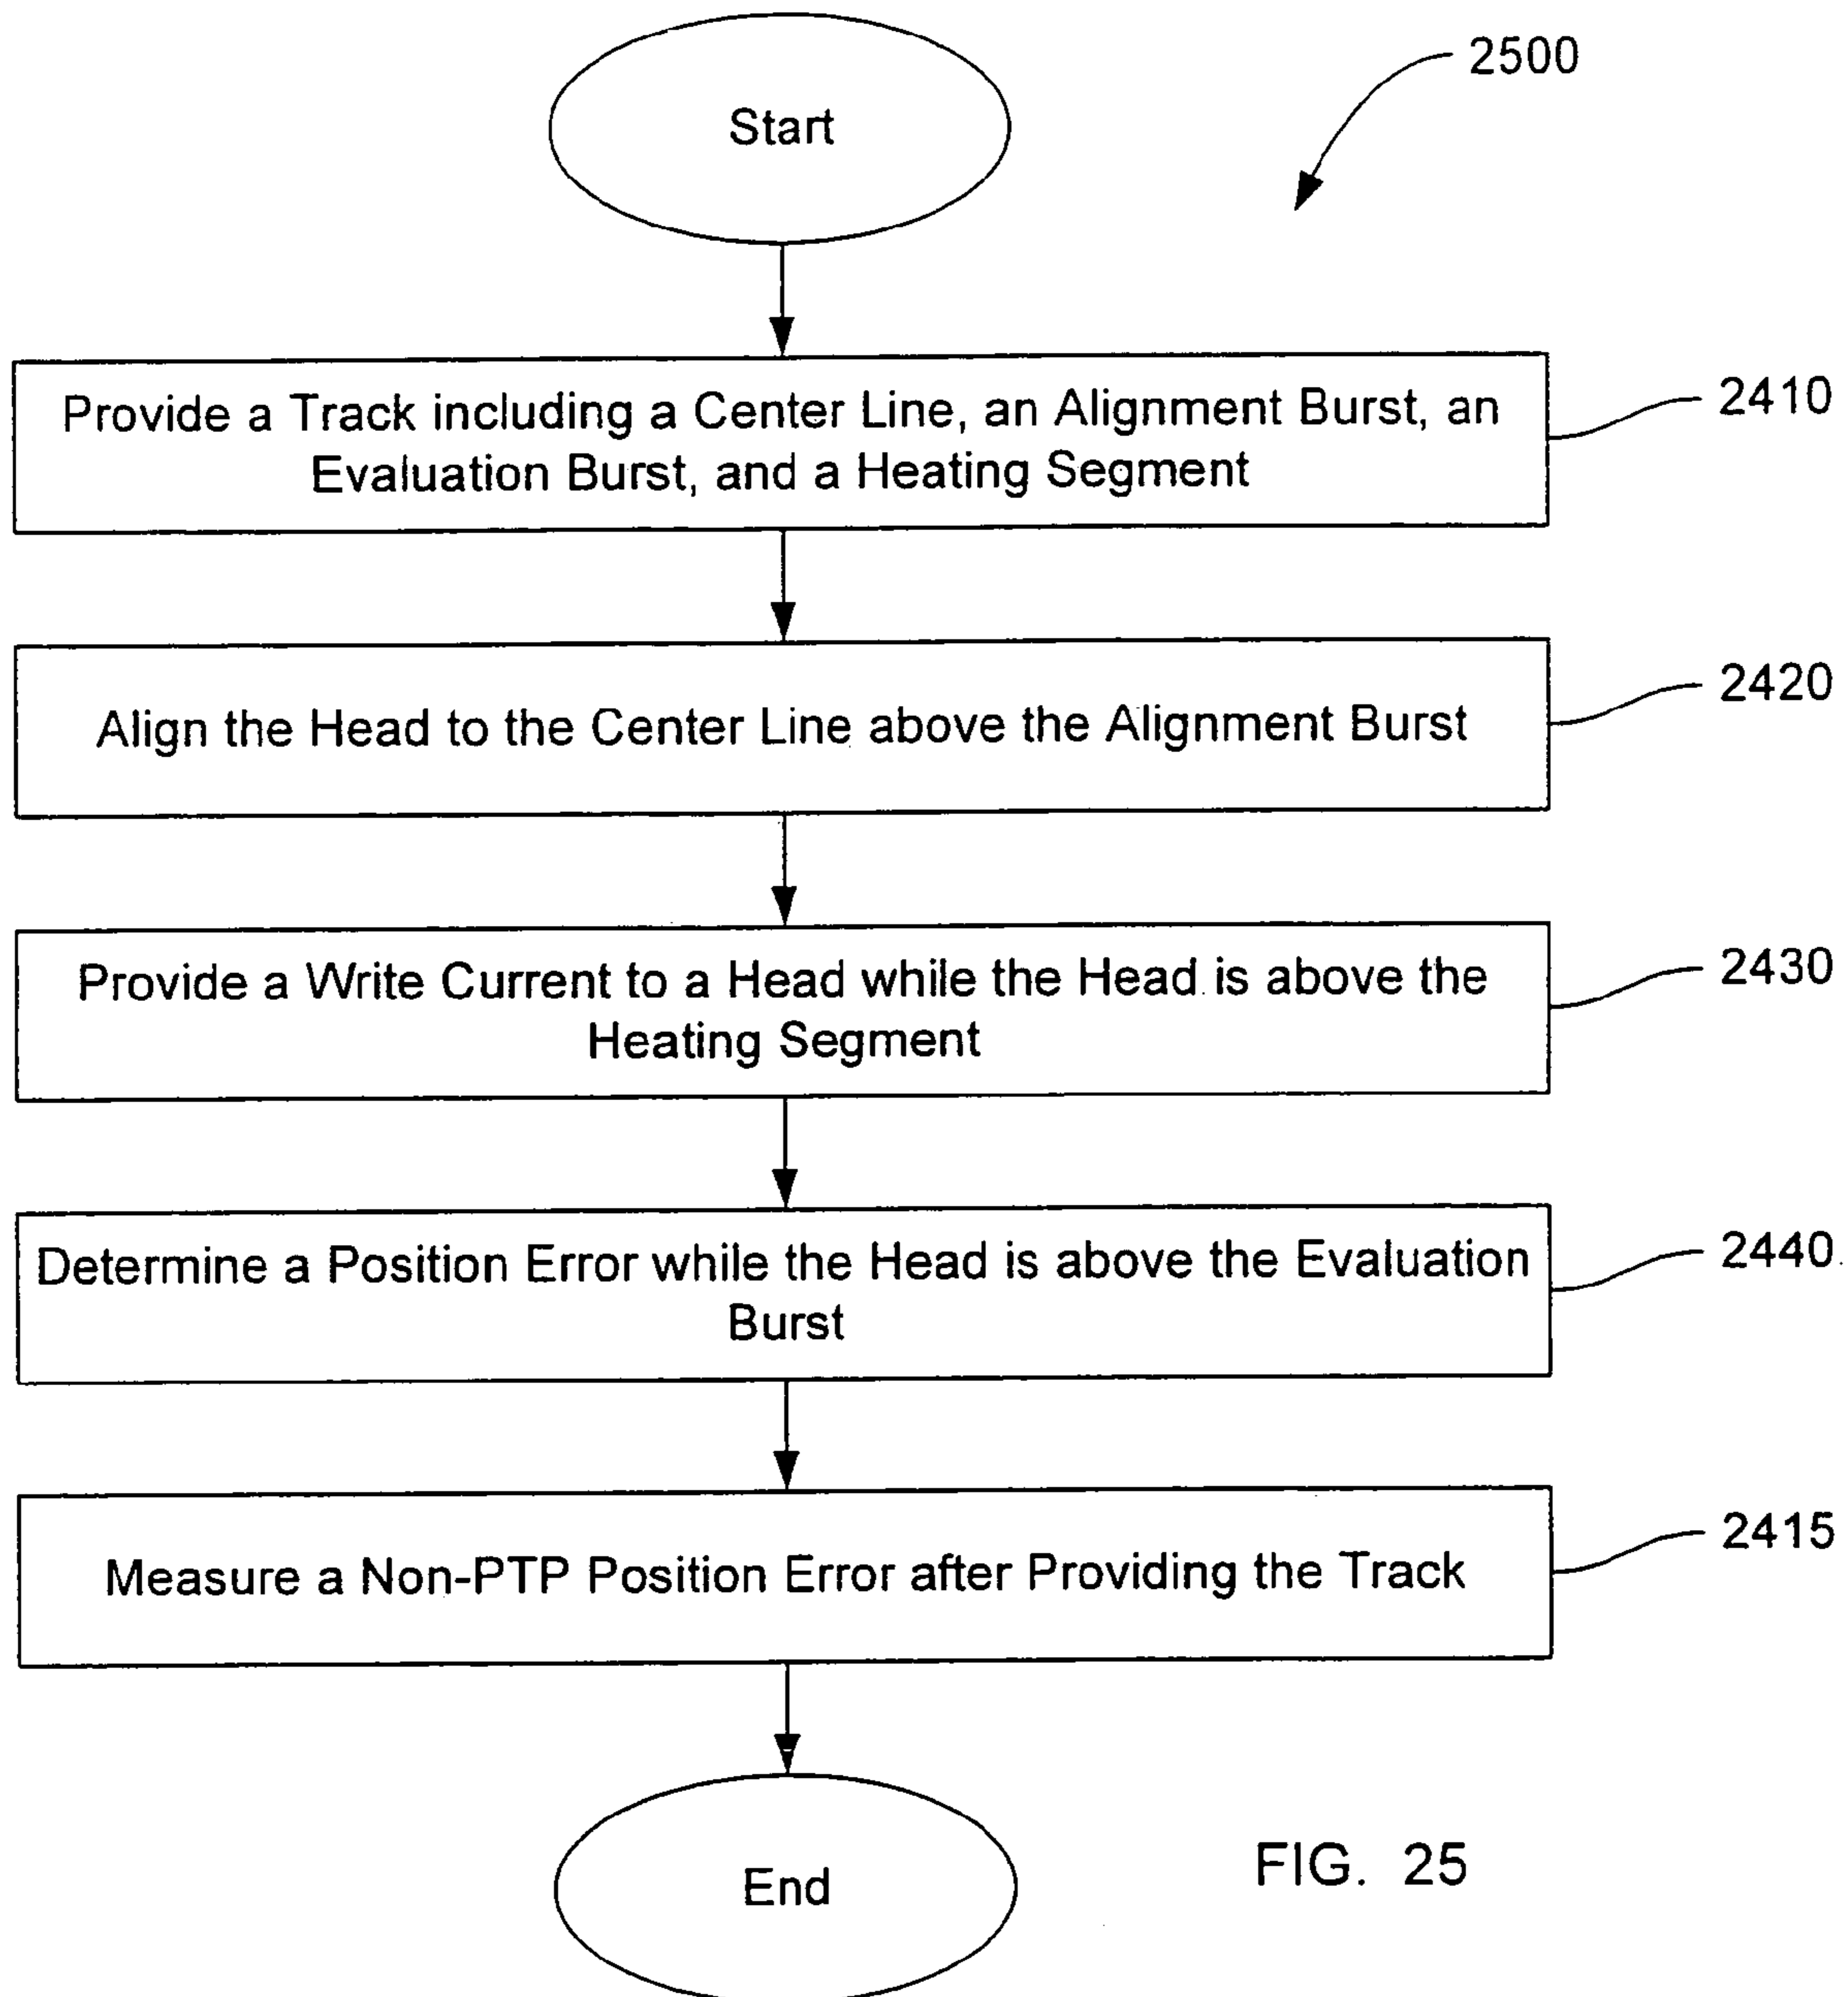 Start
2500
Provide a Track including a Center Line, an Alignment Burst, an
Evaluation Burst, and a Heating Segment
2410
Align the Head to the Center Line above the Alignment Burst
2420
Provide a Write Current to a Head while the Head is above the
Heating Segment
2430
Determine a Position Error while the Head is above the Evaluation
Burst
2440
Measure a Non-PTP Position Error after Providing the Track
2415
End
FIG. 25